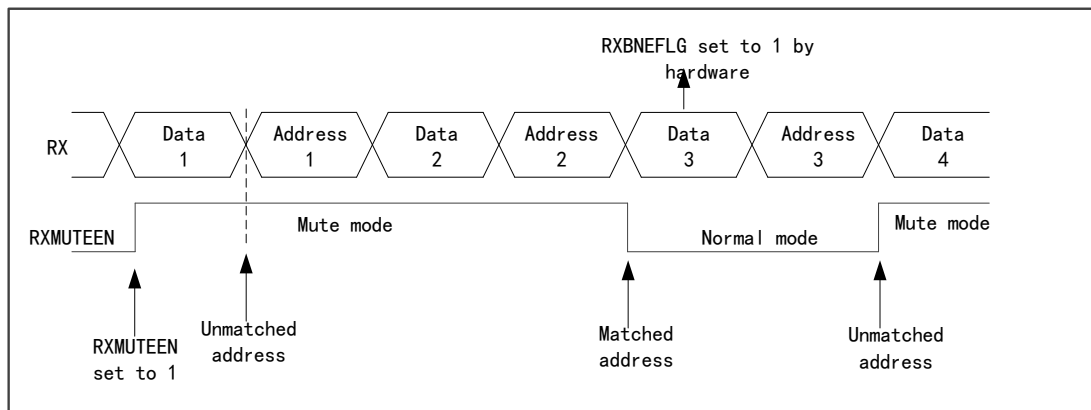 RXBNEFLG set to 1 by
hardware
RX
Data
1
Address
1
Data
2
Address
2
Data
3
Address
3
Data
4
RXMUTEEN
Mute mode
Normal mode
Mute mode
RXMUTEEN
set to 1
Unmatched
address
Matched
address
Unmatched
address